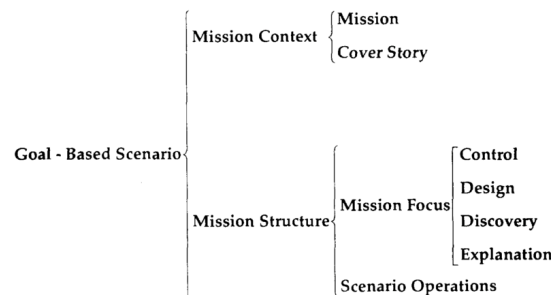 Mission
Mission Context
Cover Story
Goal - Based Scenario
Control
Design
Mission Focus
Mission Structure
Discovery
Explanation
Scenario Operations